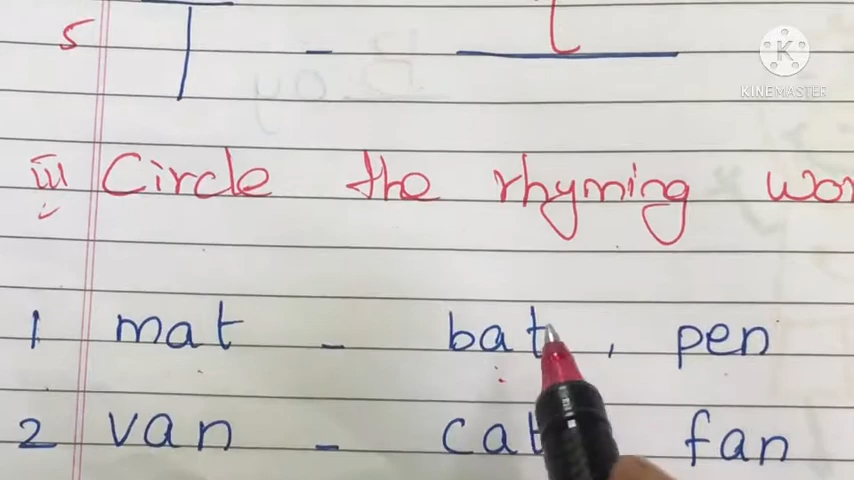 5 T - t
KINEMASTER
iii Circle the rhyming wor
1 mat - bat , pen
2 van - cat fan